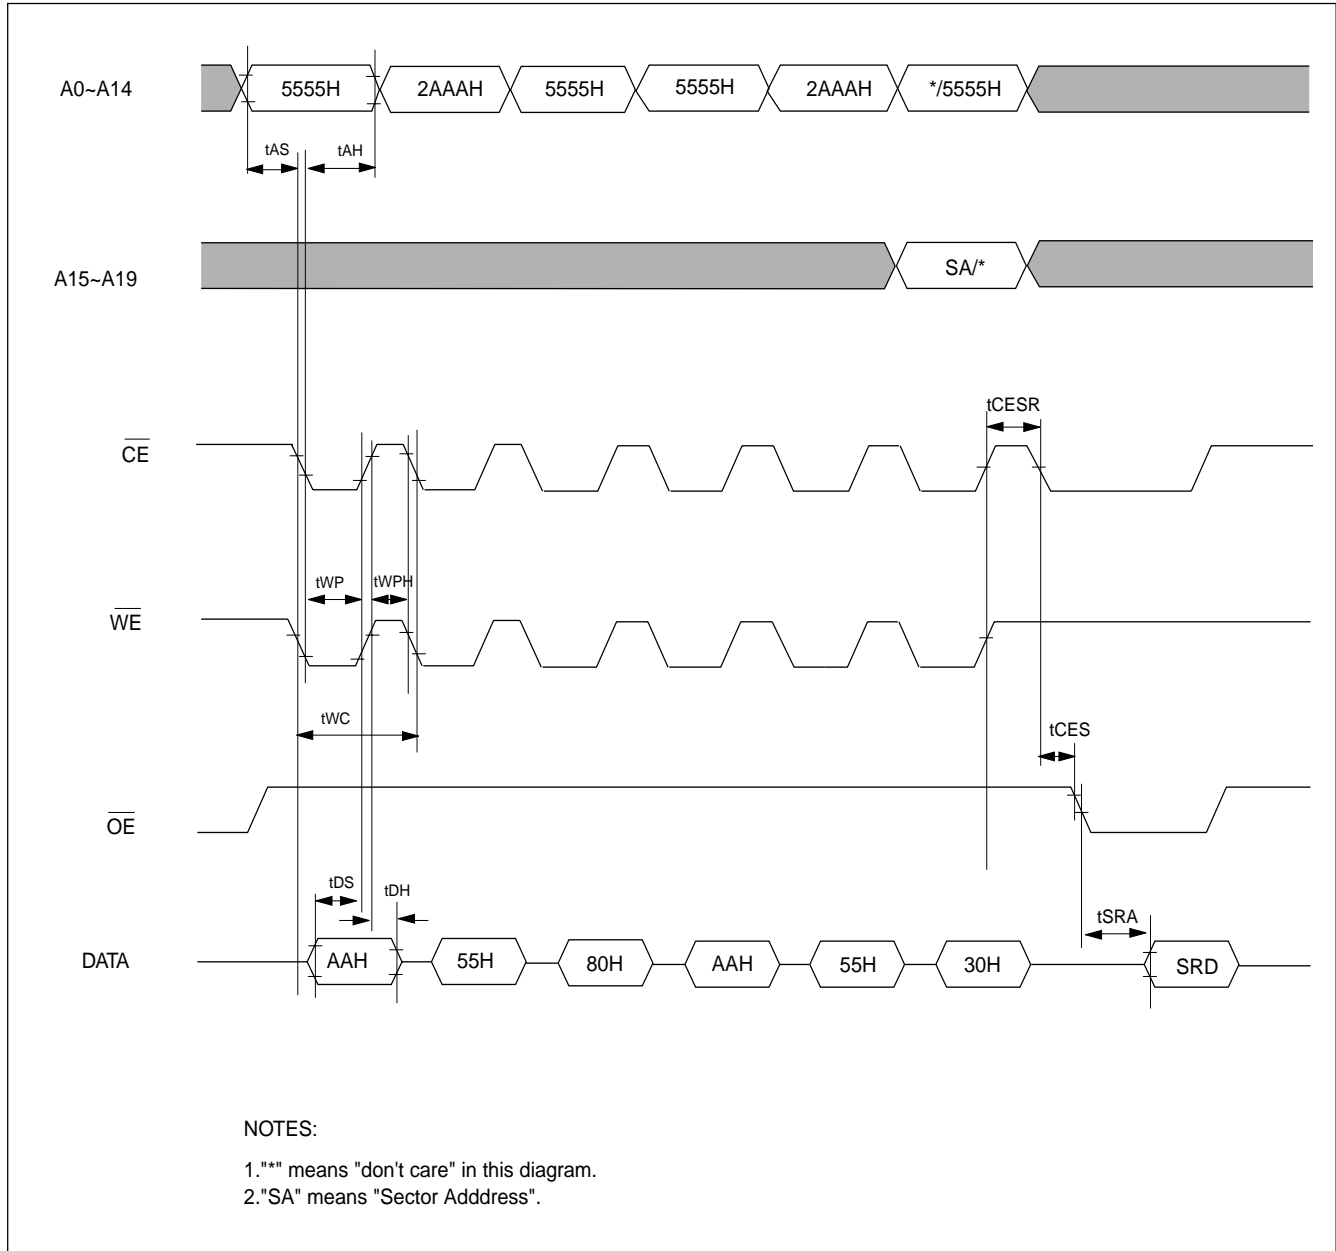 A0~A14 5555H 2AAAH 5555H 5555H 2AAAH */5555H
tAS tAH
A15~A19 SA/*
tCESR
CE
tWP tWPH
WE
tWC
tCES
OE
tDS
tDH
tSRA
DATA AAH 55H 80H AAH 55H 30H SRD
NOTES:
1."*" means "don't care" in this diagram.
2."SA" means "Sector Adddress".